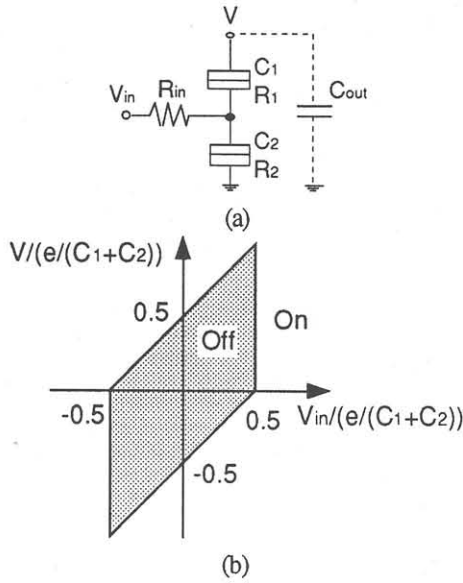 V
C1
R1
Vin
Rin
Cout
C2
R2
(a)
V/(e/(C1+C2))
0.5
On
Off
-0.5
0.5
Vin/(e/(C1+C2))
-0.5
(b)